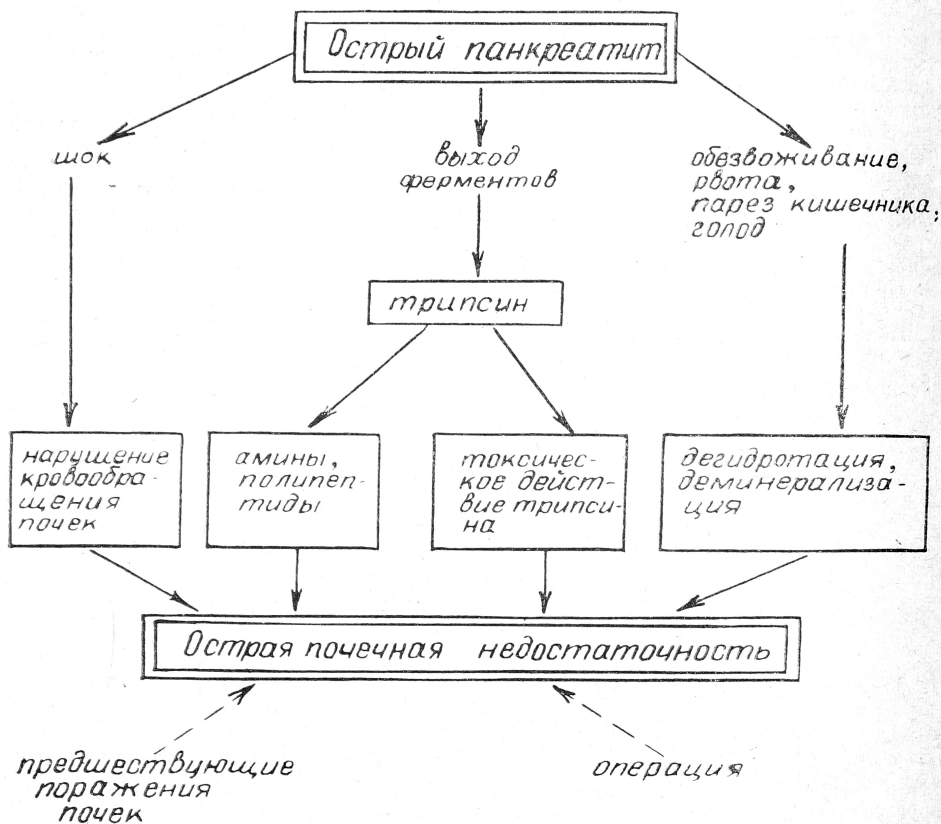 Острый панкреатит
шок
выход
ферментов
обезвоживание,
рвота,
парез кишечника,
голод
трипсин
нарушение
кровообра-
щения
почек
амины,
полипеп-
тиды
токсичес-
кое дейст-
вие трипси-
на
дегидротация,
деминерализа-
ция
Острая почечная недостаточность
предшествующие
поражения
почек
операция